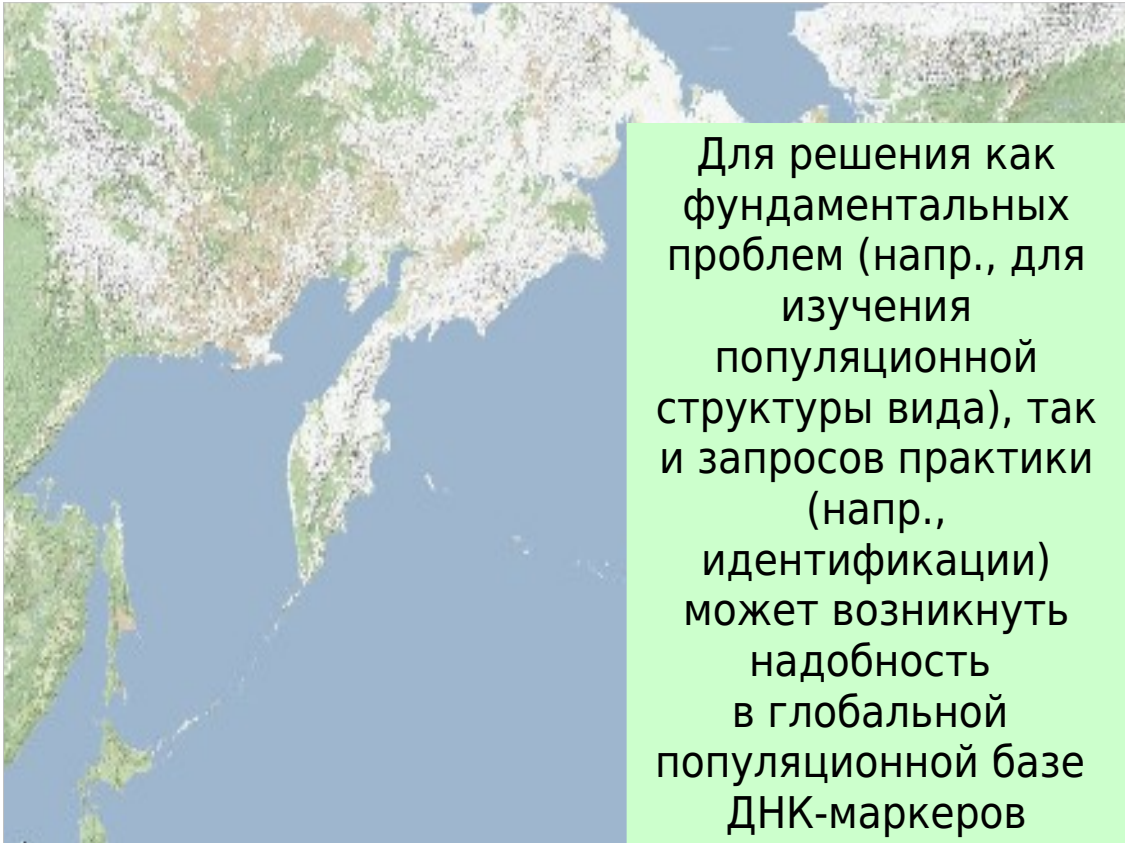 Для решения как
фундаментальных
проблем (напр., для
изучения
популяционной
структуры вида), так
и запросов практики
(напр.,
идентификации)
может возникнуть
надобность
в глобальной
популяционной базе
ДНК-маркеров